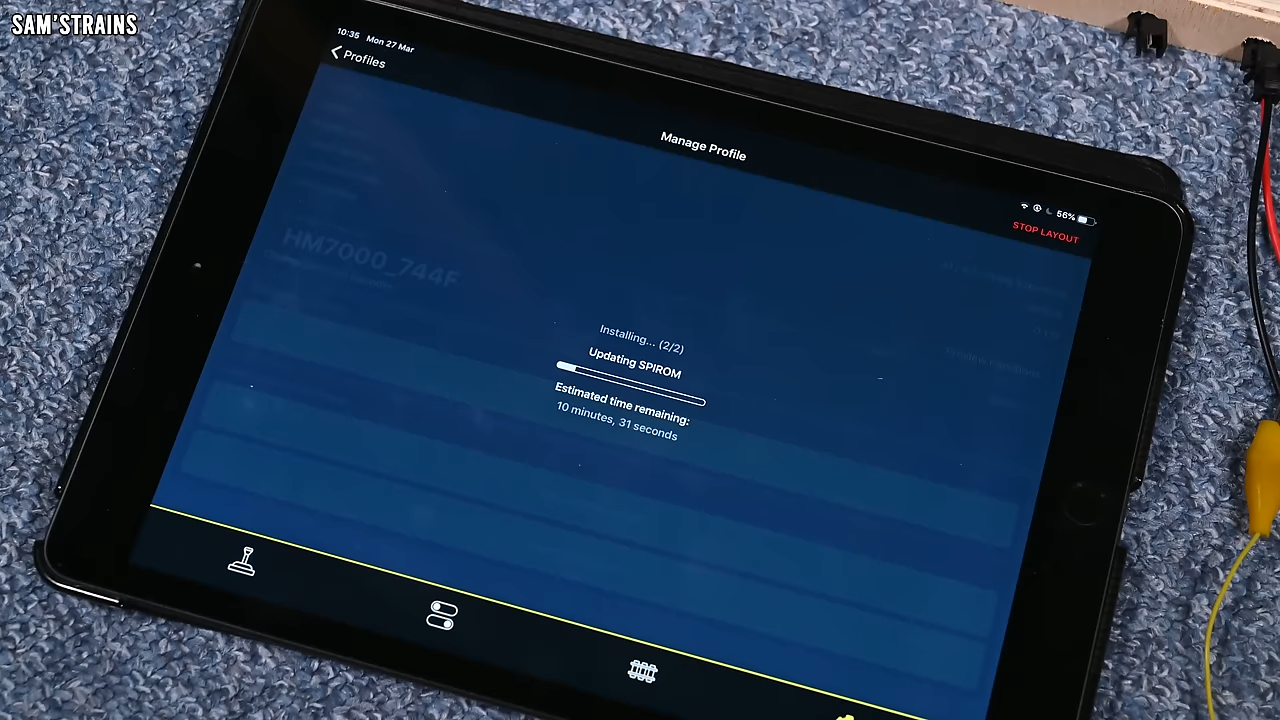 SAM'STRAINS
10:35 Mon 27 Mar
Profiles
Manage Profile
56%
STOP LAYOUT
HM7000_744F
Installing... (2/2)
Updating SPIROM
Estimated time remaining:
10 minutes, 31 seconds